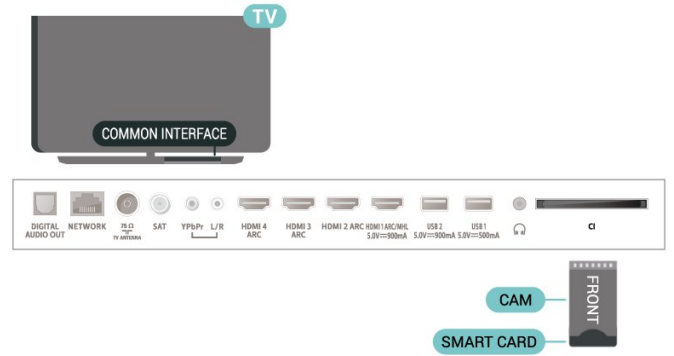 TV
COMMON INTERFACE
DIGITAL
AUDIO OUT
NETWORK
75 Ω
TV ANTENNA
SAT
YPbPr
L/R
HDMI 4
ARC
HDMI 3
ARC
HDMI 2 ARC
HDMI 1 ARC/MHL
5.0V⎓900mA
USB 2
5.0V⎓900mA
USB 1
5.0V⎓500mA
CI
FRONT
CAM
SMART CARD